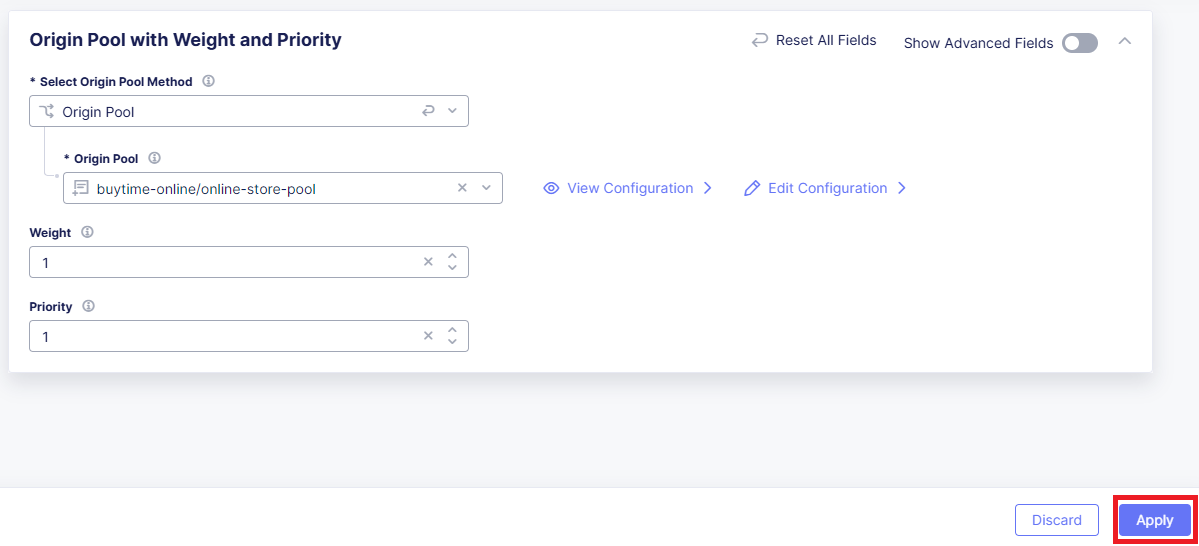 Origin Pool with Weight and Priority
Reset All Fields
Show Advanced Fields
* Select Origin Pool Method
Origin Pool
* Origin Pool
buytime-online/online-store-pool
View Configuration
Edit Configuration
Weight
1
Priority
1
Discard
Apply